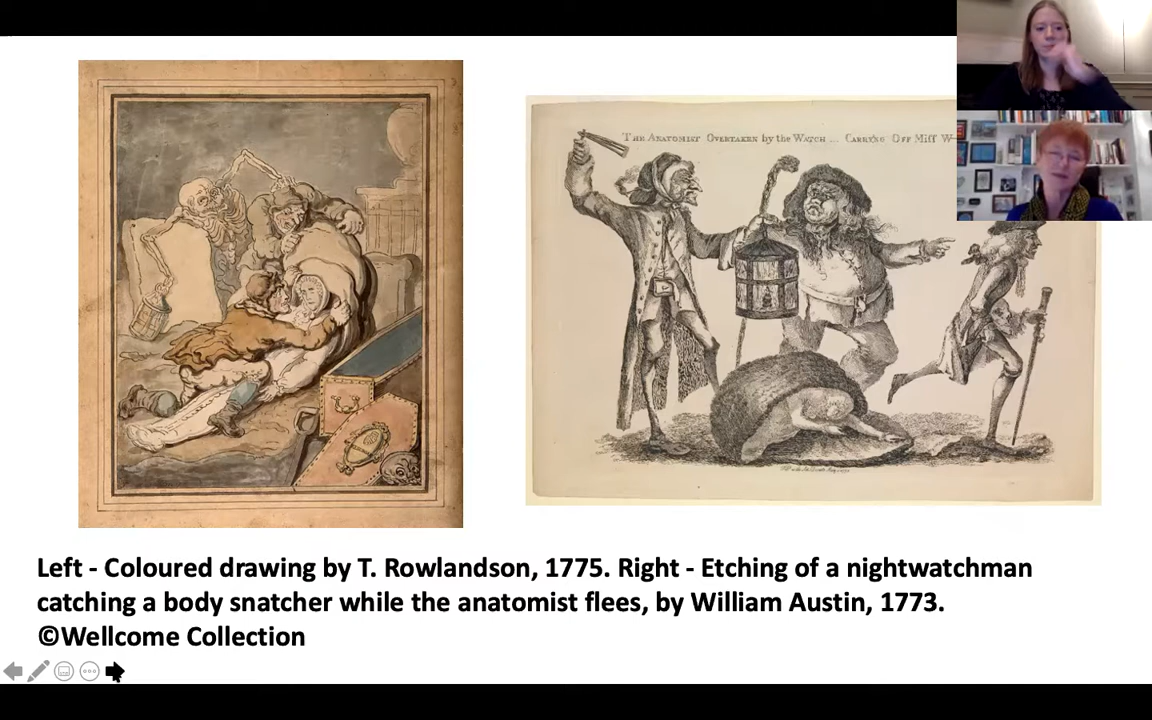 THE ANATOMIST OVERTAKEN by the WATCH ... CARRYNG OFF Miſſ W
Left - Coloured drawing by T. Rowlandson, 1775. Right - Etching of a nightwatchman
catching a body snatcher while the anatomist flees, by William Austin, 1773.
©Wellcome Collection